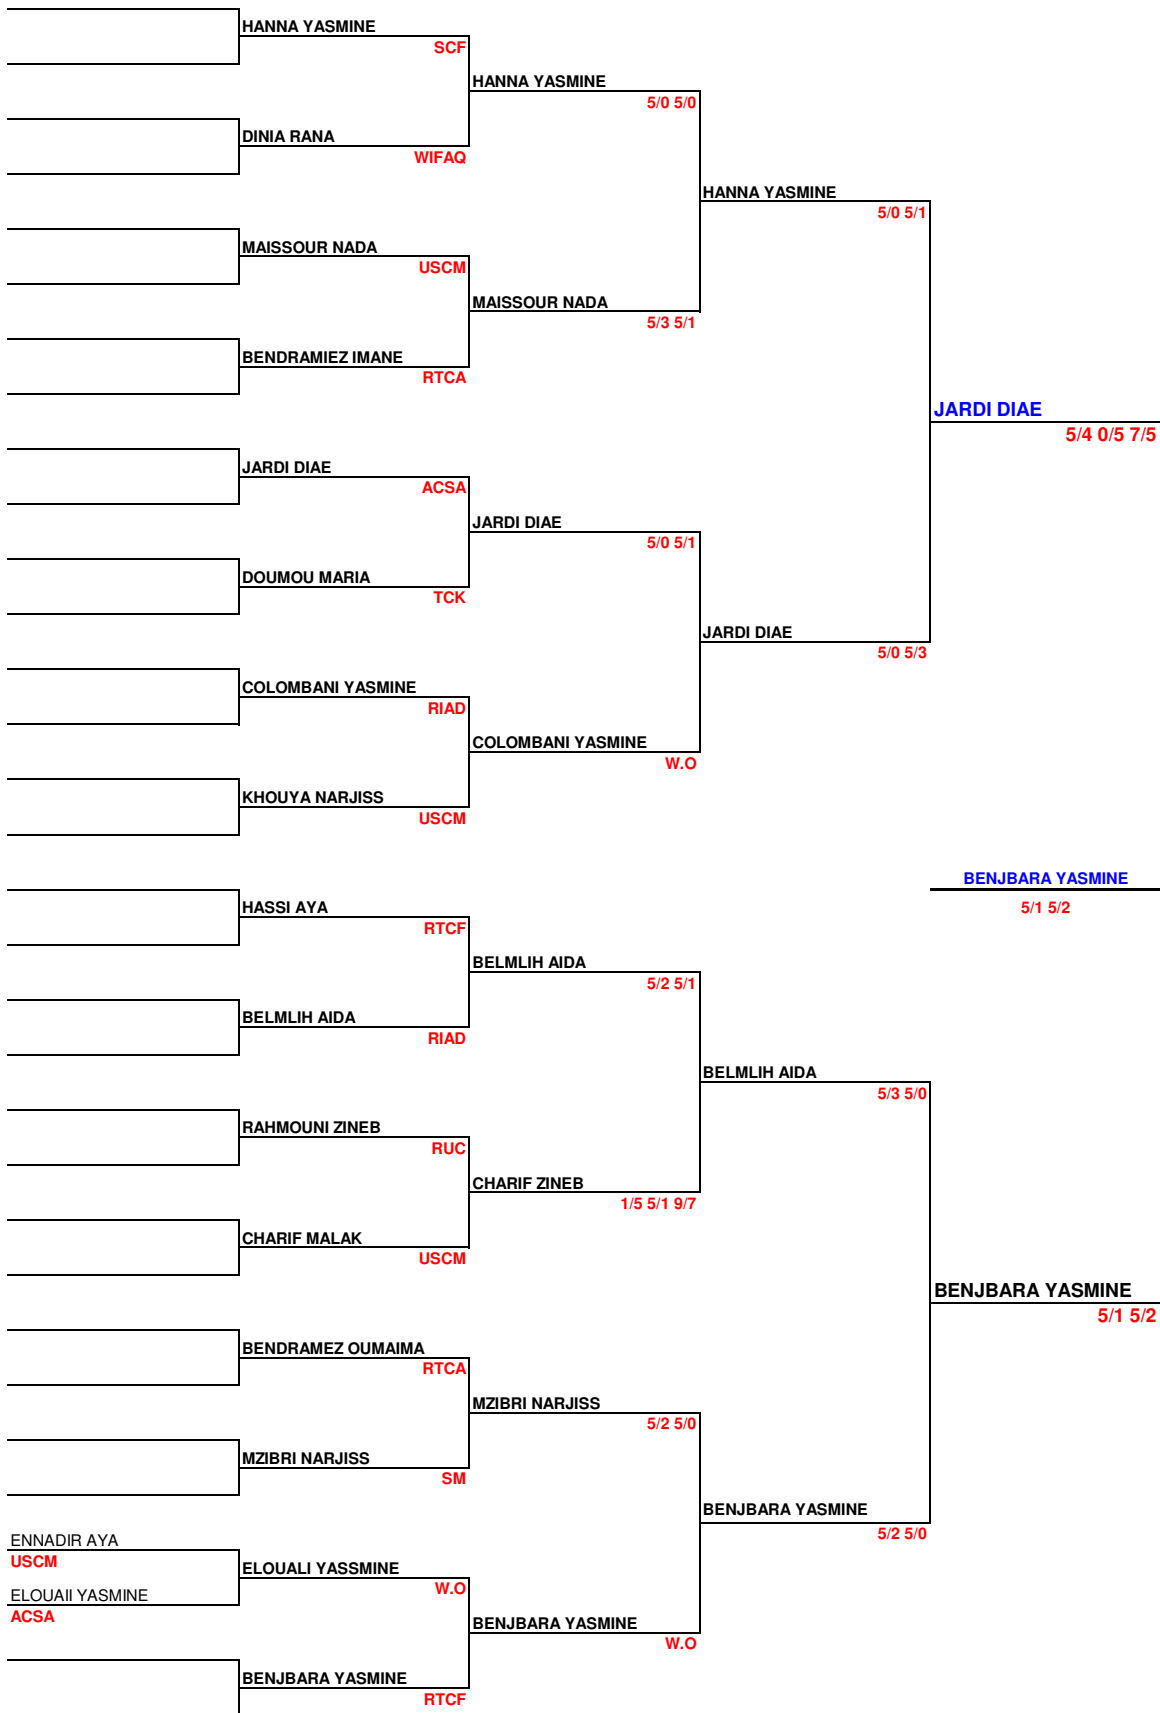 HANNA YASMINE
SCF
HANNA YASMINE
5/0 5/0
DINIA RANA
WIFAQ
HANNA YASMINE
5/0 5/1
MAISSOUR NADA
USCM
MAISSOUR NADA
5/3 5/1
BENDRAMIEZ IMANE
RTCA
JARDI DIAE
5/4 0/5 7/5
JARDI DIAE
ACSA
JARDI DIAE
5/0 5/1
DOUMOU MARIA
TCK
JARDI DIAE
5/0 5/3
COLOMBANI YASMINE
RIAD
COLOMBANI YASMINE
W.O
KHOUYA NARJISS
USCM
BENJBARA YASMINE
5/1 5/2
HASSI AYA
RTCF
BELMLIH AIDA
5/2 5/1
BELMLIH AIDA
RIAD
BELMLIH AIDA
5/3 5/0
RAHMOUNI ZINEB
RUC
CHARIF ZINEB
1/5 5/1 9/7
CHARIF MALAK
USCM
BENJBARA YASMINE
5/1 5/2
BENDRAMEZ OUMAIMA
RTCA
MZIBRI NARJISS
5/2 5/0
MZIBRI NARJISS
SM
BENJBARA YASMINE
5/2 5/0
ENNADIR AYA
USCM
ELOUALI YASSMINE
W.O
ELOUAII YASMINE
ACSA
BENJBARA YASMINE
W.O
BENJBARA YASMINE
RTCF